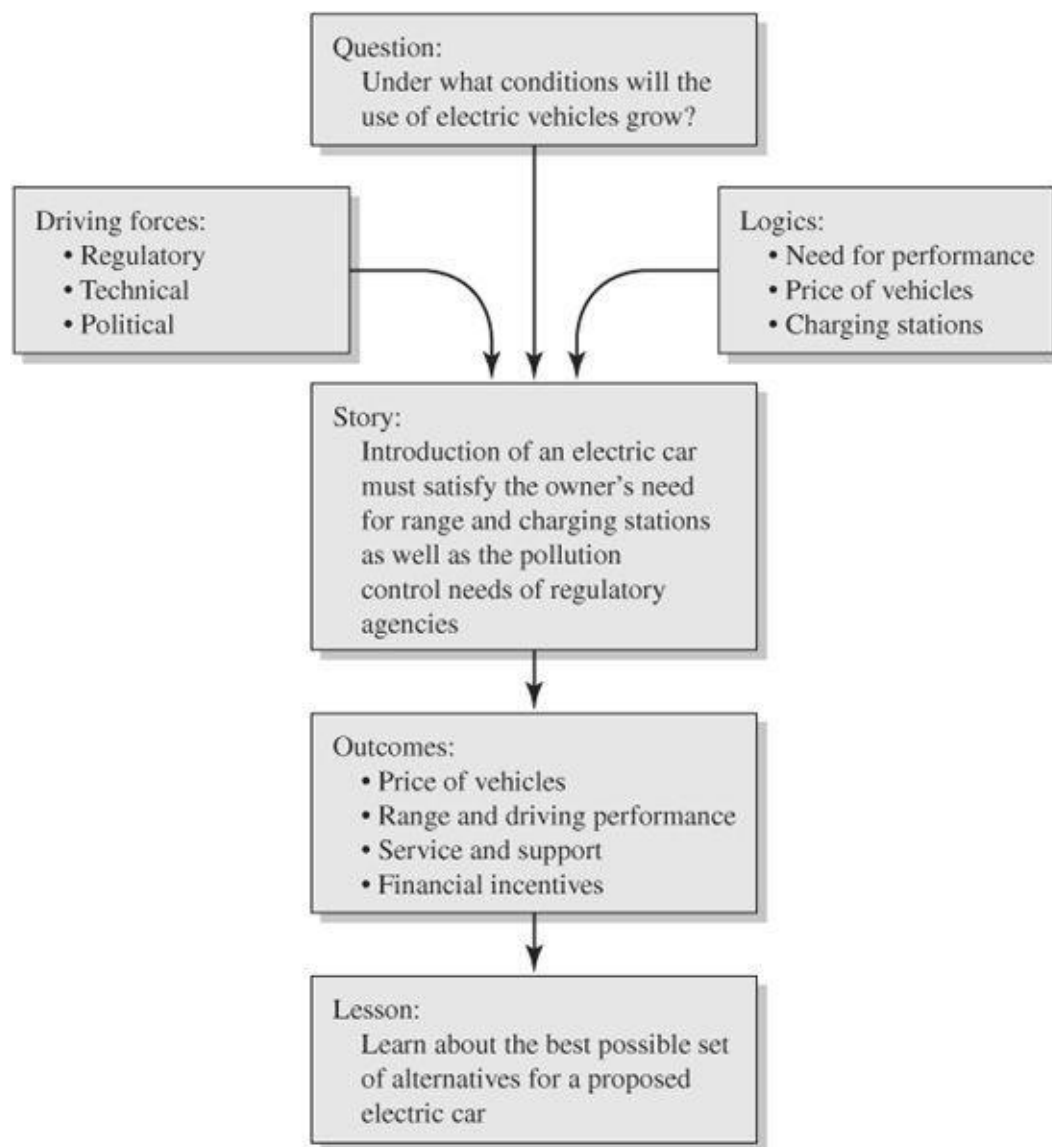 Question:
Under what conditions will the
use of electric vehicles grow?
Driving forces:
• Regulatory
• Technical
• Political
Logics:
• Need for performance
• Price of vehicles
• Charging stations
Story:
Introduction of an electric car
must satisfy the owner's need
for range and charging stations
as well as the pollution
control needs of regulatory
agencies
Outcomes:
• Price of vehicles
• Range and driving performance
• Service and support
• Financial incentives
Lesson:
Learn about the best possible set
of alternatives for a proposed
electric car